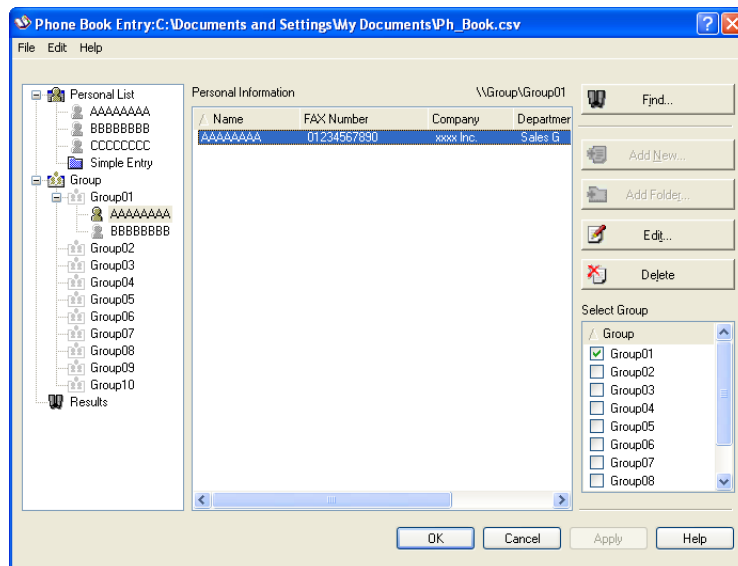 Phone Book Entry:C:\Documents and Settings\My Documents\Ph_Book.csv
File Edit Help
Personal List
AAAAAAAA
BBBBBBBB
CCCCCCCC
Simple Entry
Group
Group01
AAAAAAAA
BBBBBBBB
Group02
Group03
Group04
Group05
Group06
Group07
Group08
Group09
Group10
Results
Personal Information \\Group\Group01
Name FAX Number Company Departmer
AAAAAAAA 01234567890 xxxx Inc. Sales G
Find...
Add New...
Add Folder...
Edit...
Delete
Select Group
Group
Group01
Group02
Group03
Group04
Group05
Group06
Group07
Group08
OK Cancel Apply Help